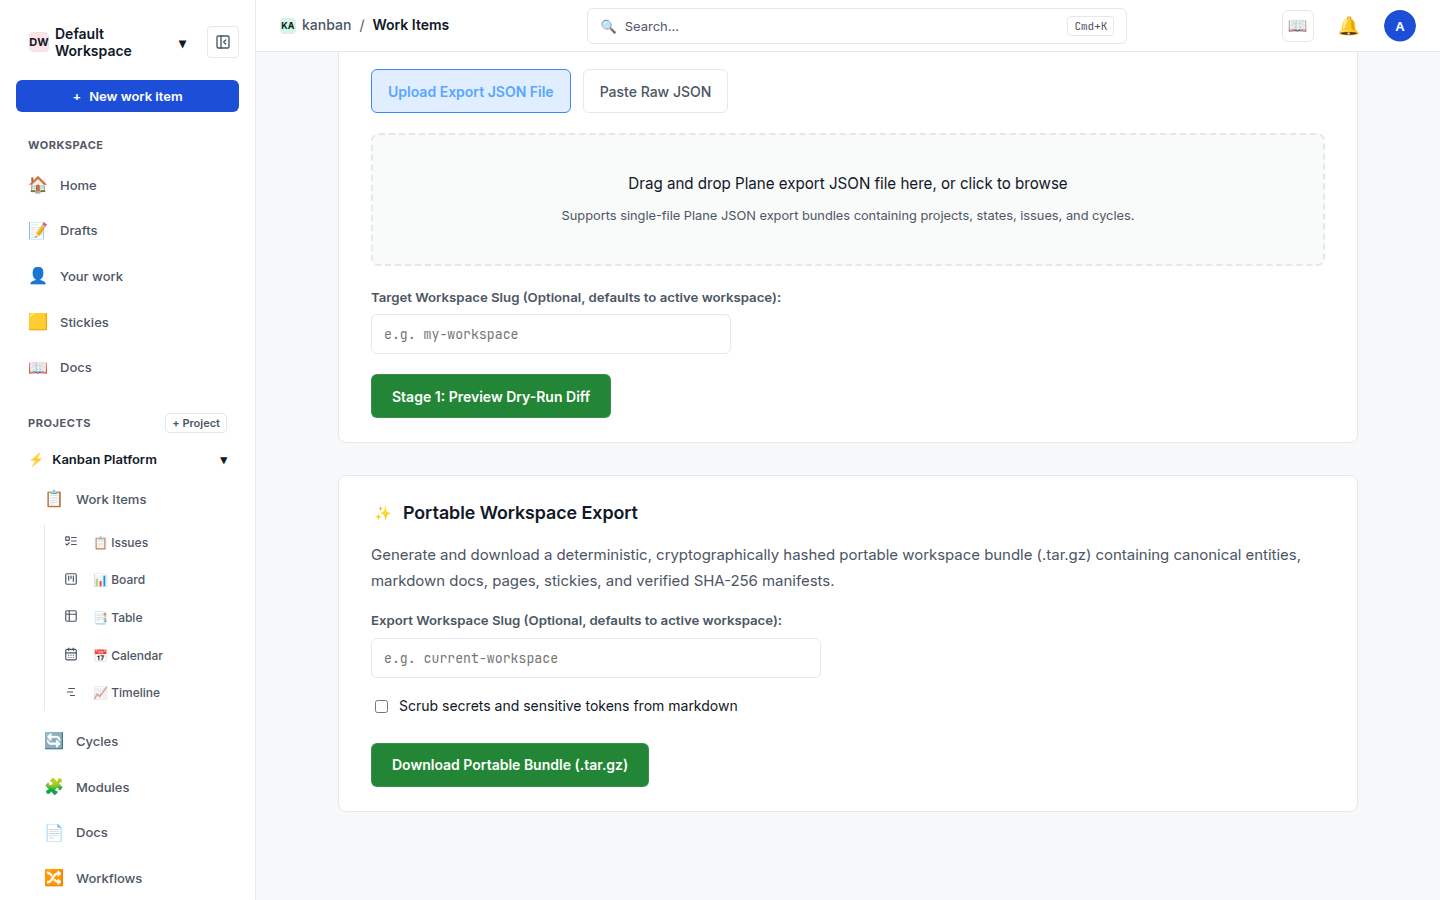 DW Default Workspace ▼
+ New work item
WORKSPACE
Home
Drafts
Your work
Stickies
Docs
PROJECTS + Project
Kanban Platform ▼
Work Items
Issues
Board
Table
Calendar
Timeline
Cycles
Modules
Docs
Workflows
KA kanban / Work Items
Search... Cmd+K
A
Upload Export JSON File
Paste Raw JSON
Drag and drop Plane export JSON file here, or click to browse
Supports single-file Plane JSON export bundles containing projects, states, issues, and cycles.
Target Workspace Slug (Optional, defaults to active workspace):
e.g. my-workspace
Stage 1: Preview Dry-Run Diff
Portable Workspace Export
Generate and download a deterministic, cryptographically hashed portable workspace bundle (.tar.gz) containing canonical entities,
markdown docs, pages, stickies, and verified SHA-256 manifests.
Export Workspace Slug (Optional, defaults to active workspace):
e.g. current-workspace
Scrub secrets and sensitive tokens from markdown
Download Portable Bundle (.tar.gz)